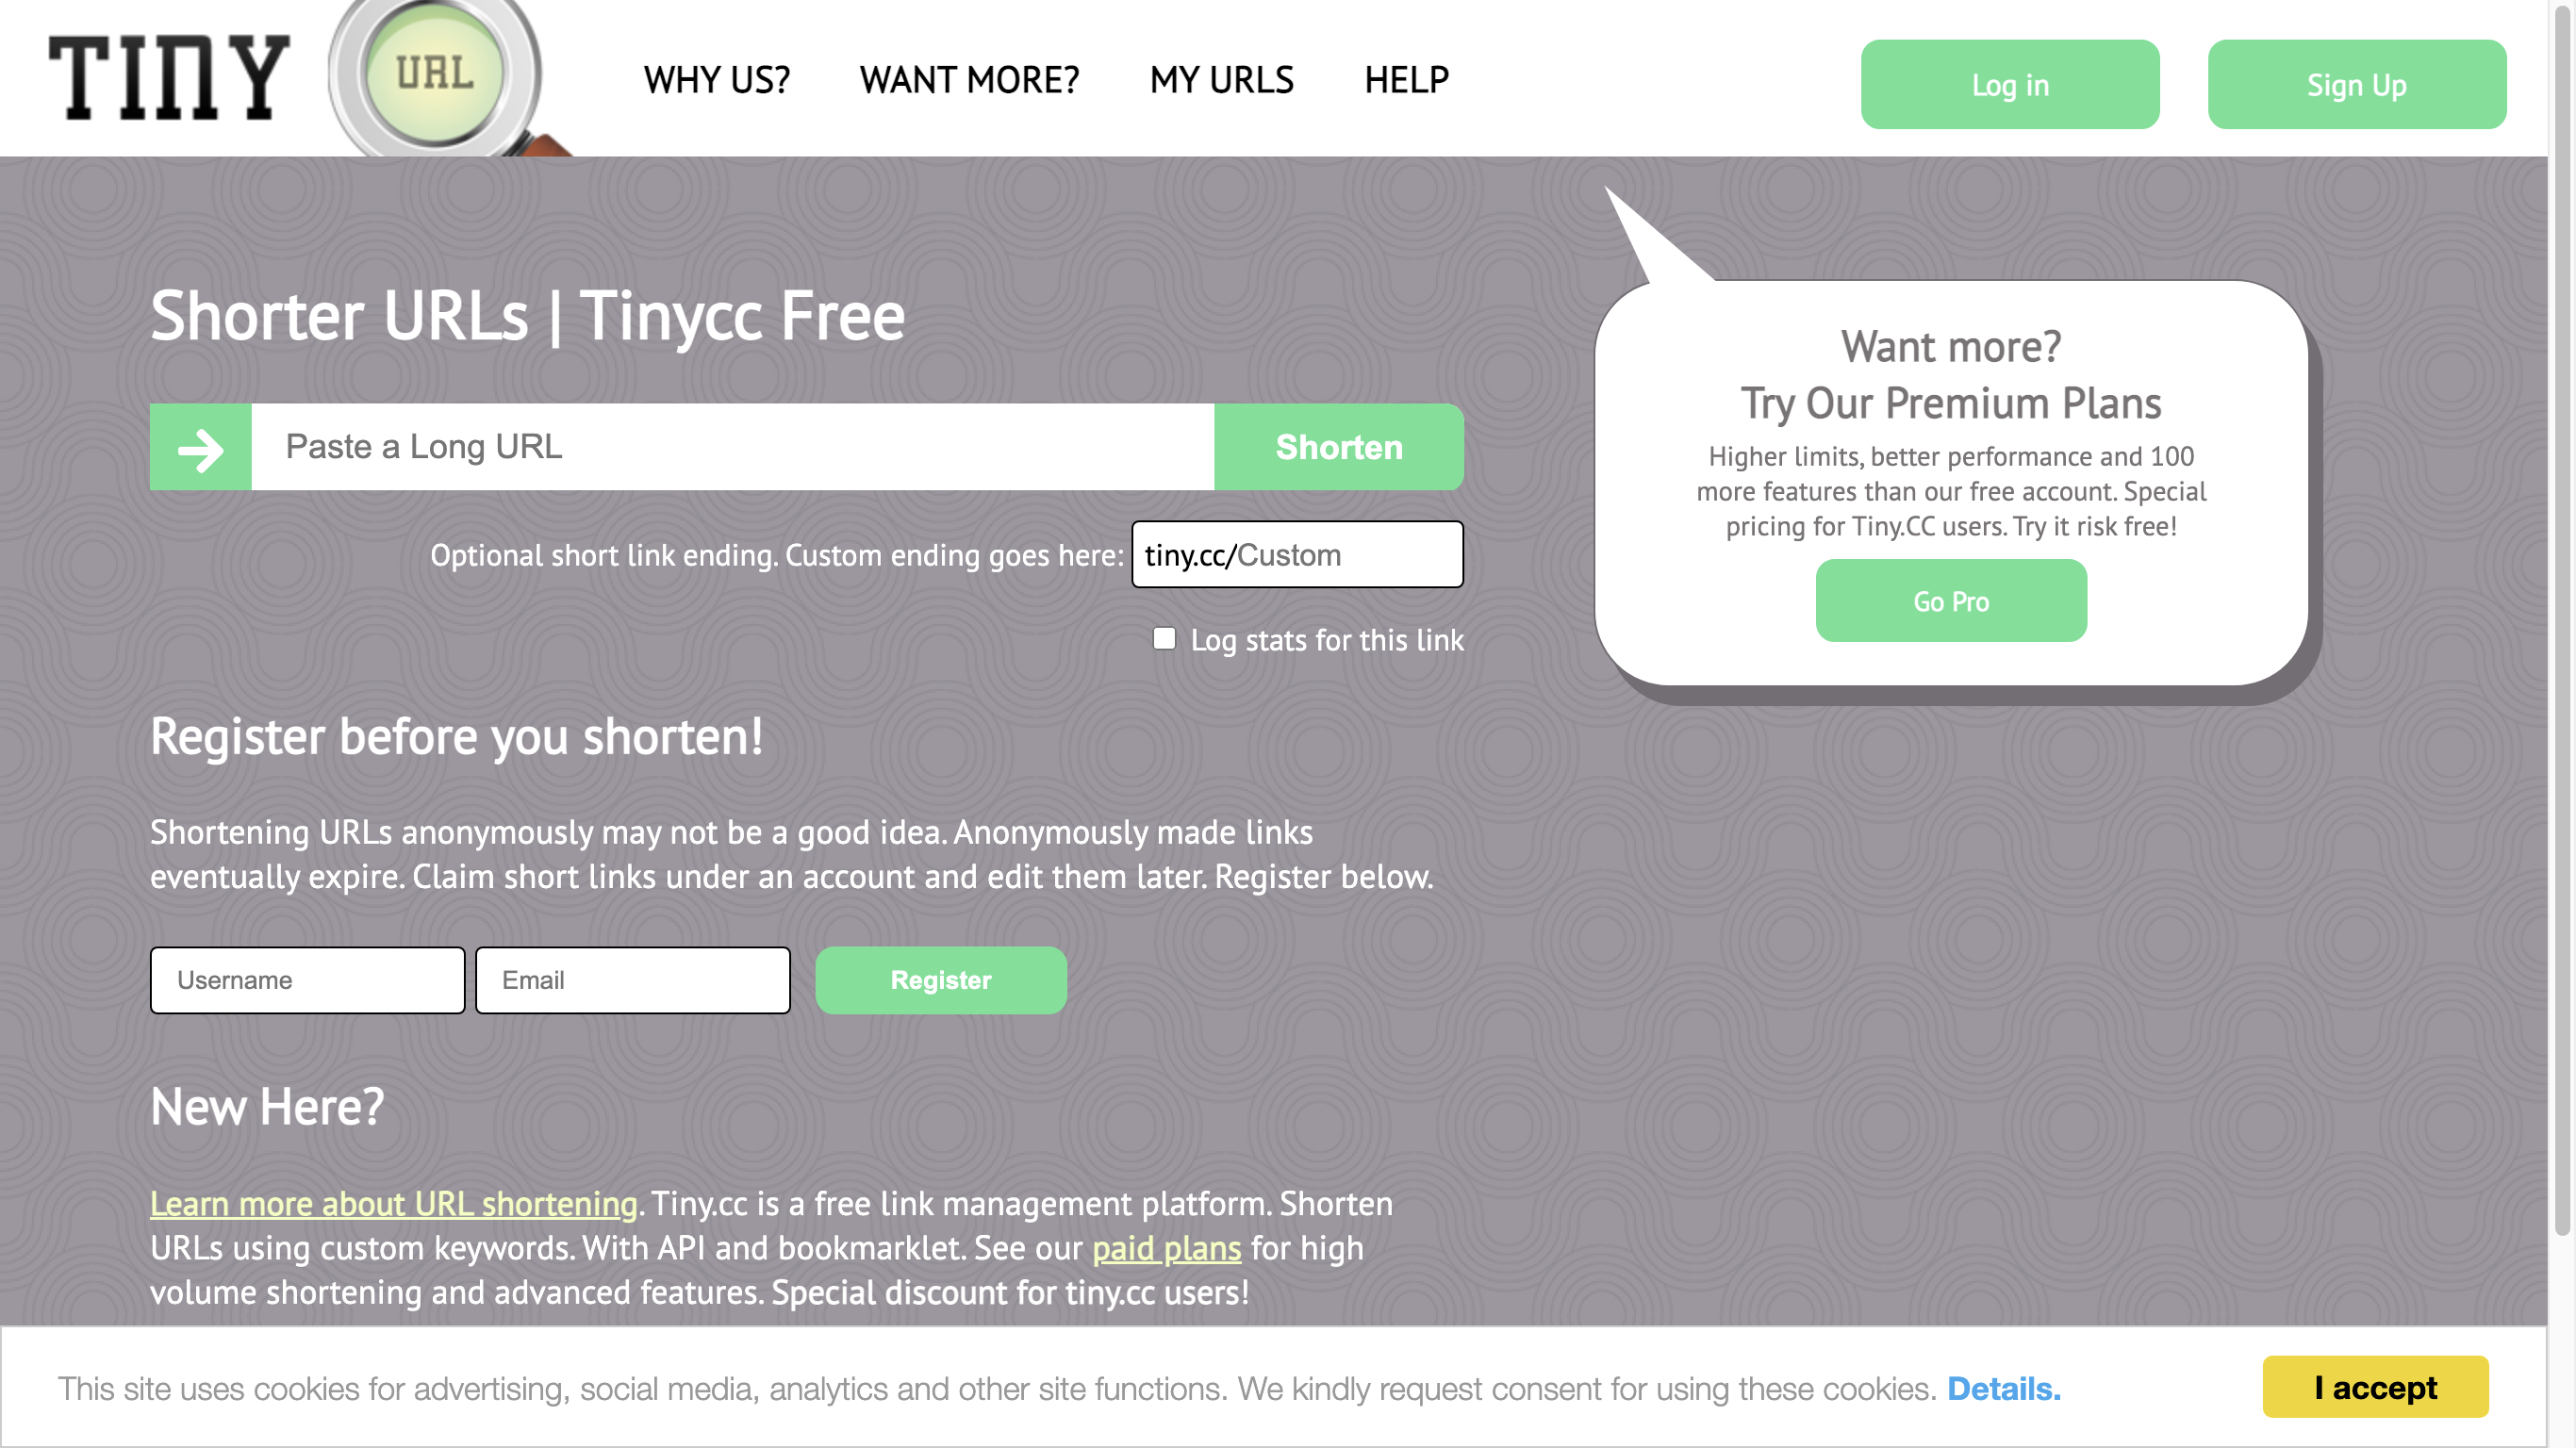 TINY URL
WHY US? WANT MORE? MY URLS HELP
Log in Sign Up
Shorter URLs | Tinycc Free
Paste a Long URL Shorten
Optional short link ending. Custom ending goes here: tiny.cc/Custom
Log stats for this link
Want more?
Try Our Premium Plans
Higher limits, better performance and 100
more features than our free account. Special
pricing for Tiny.CC users. Try it risk free!
Go Pro
Register before you shorten!
Shortening URLs anonymously may not be a good idea. Anonymously made links
eventually expire. Claim short links under an account and edit them later. Register below.
Username Email Register
New Here?
Learn more about URL shortening. Tiny.cc is a free link management platform. Shorten
URLs using custom keywords. With API and bookmarklet. See our paid plans for high
volume shortening and advanced features. Special discount for tiny.cc users!
This site uses cookies for advertising, social media, analytics and other site functions. We kindly request consent for using these cookies. Details.
I accept